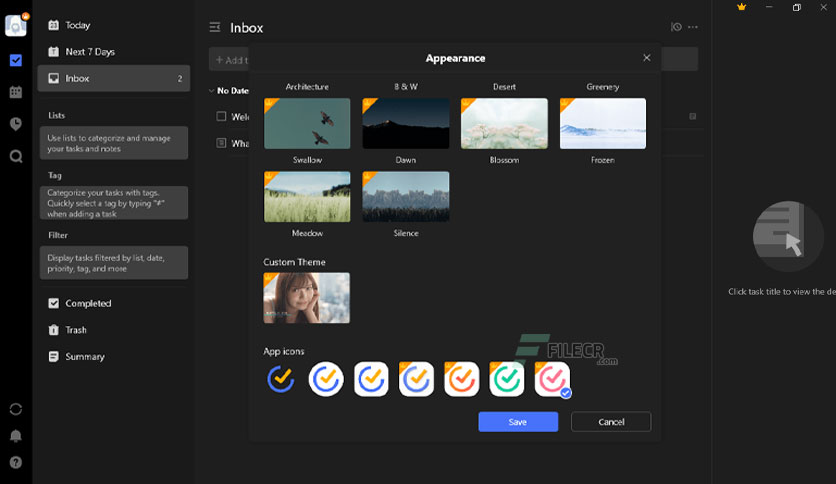 Today
Next 7 Days
Inbox
2
Lists
Use lists to categorize and manage
your tasks and notes
Tag
Categorize your tasks with tags.
Quickly select a tag by typing "#"
when adding a task
Filter
Display tasks filtered by list, date,
priority, tag, and more
Completed
Trash
Summary
Inbox
+ Add t
No Date
Welc
Wha
Appearance
Architecture
B & W
Desert
Greenery
Swallow
Dawn
Blossom
Frozen
Meadow
Silence
Custom Theme
App icons
FILECR
.com
Save
Cancel
Click task title to view the de